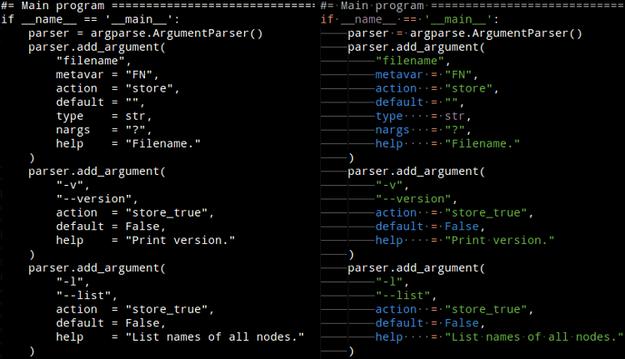 #= Main program ==============================
if __name__ == '__main__':
    parser = argparse.ArgumentParser()
    parser.add_argument(
        "filename",
        metavar = "FN",
        action  = "store",
        default = "",
        type    = str,
        nargs   = "?",
        help    = "Filename."
    )
    parser.add_argument(
        "-v",
        "--version",
        action  = "store_true",
        default = False,
        help    = "Print version."
    )
    parser.add_argument(
        "-l",
        "--list",
        action  = "store_true",
        default = False,
        help    = "List names of all nodes."
    )
#=·Main·program·==============================
if·__name__·==·'__main__':
————parser·=·argparse.ArgumentParser()
————parser.add_argument(
————————"filename",
————————metavar·=·"FN",
————————action··=·"store",
————————default·=·"",
————————type····=·str,
————————nargs···=·"?",
————————help····=·"Filename."
————)
————parser.add_argument(
————————"-v",
————————"--version",
————————action··=·"store_true",
————————default·=·False,
————————help····=·"Print·version."
————)
————parser.add_argument(
————————"-l",
————————"--list",
————————action··=·"store_true",
————————default·=·False,
————————help····=·"List·names·of·all·nodes."
————)